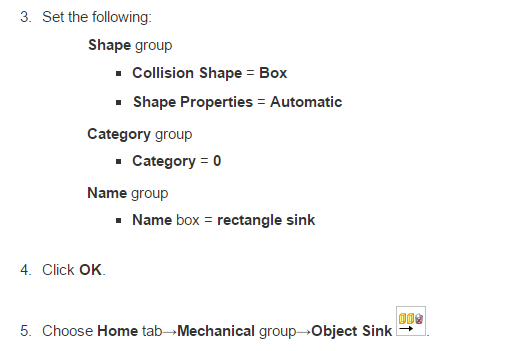 3. Set the following:
Shape group
▪ Collision Shape = Box
▪ Shape Properties = Automatic
Category group
▪ Category = 0
Name group
▪ Name box = rectangle sink
4. Click OK.
5. Choose Home tab→Mechanical group→Object Sink .